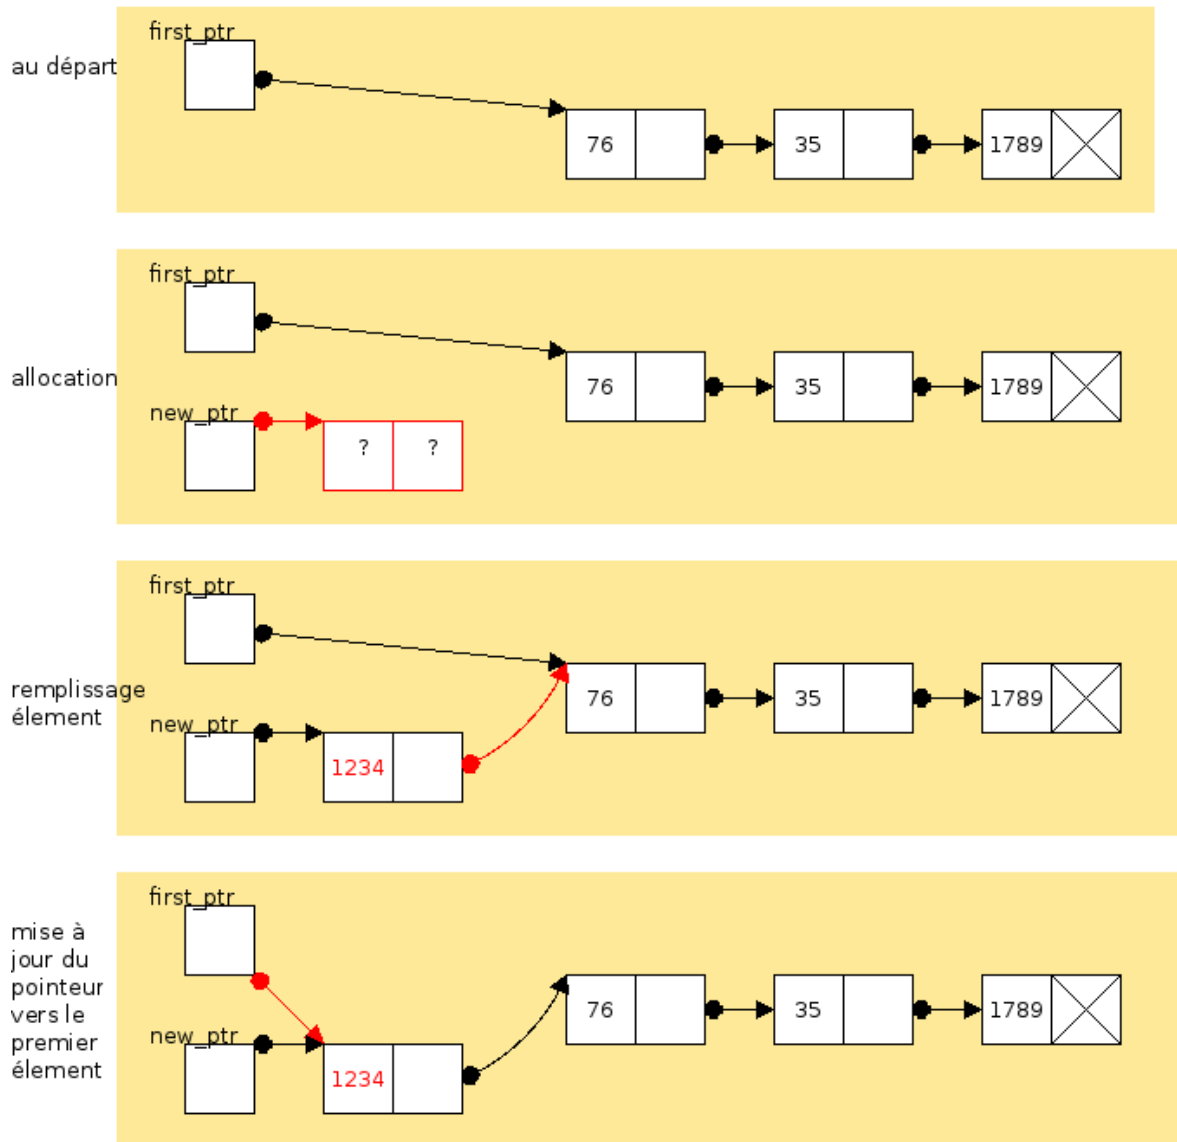 first_ptr
au départ
76 35 1789
first_ptr
allocation
76 35 1789
new_ptr
? ?
first_ptr
remplissage
élement
76 35 1789
new_ptr
1234
first_ptr
mise à
jour du
pointeur
vers le
premier
élement
76 35 1789
new_ptr
1234